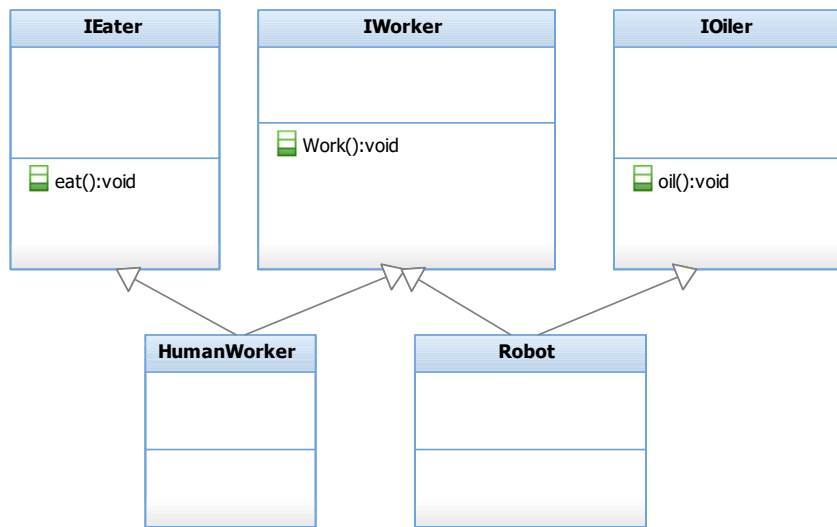 IEater
IWorker
IOiler
Work():void
eat():void
oil():void
HumanWorker
Robot